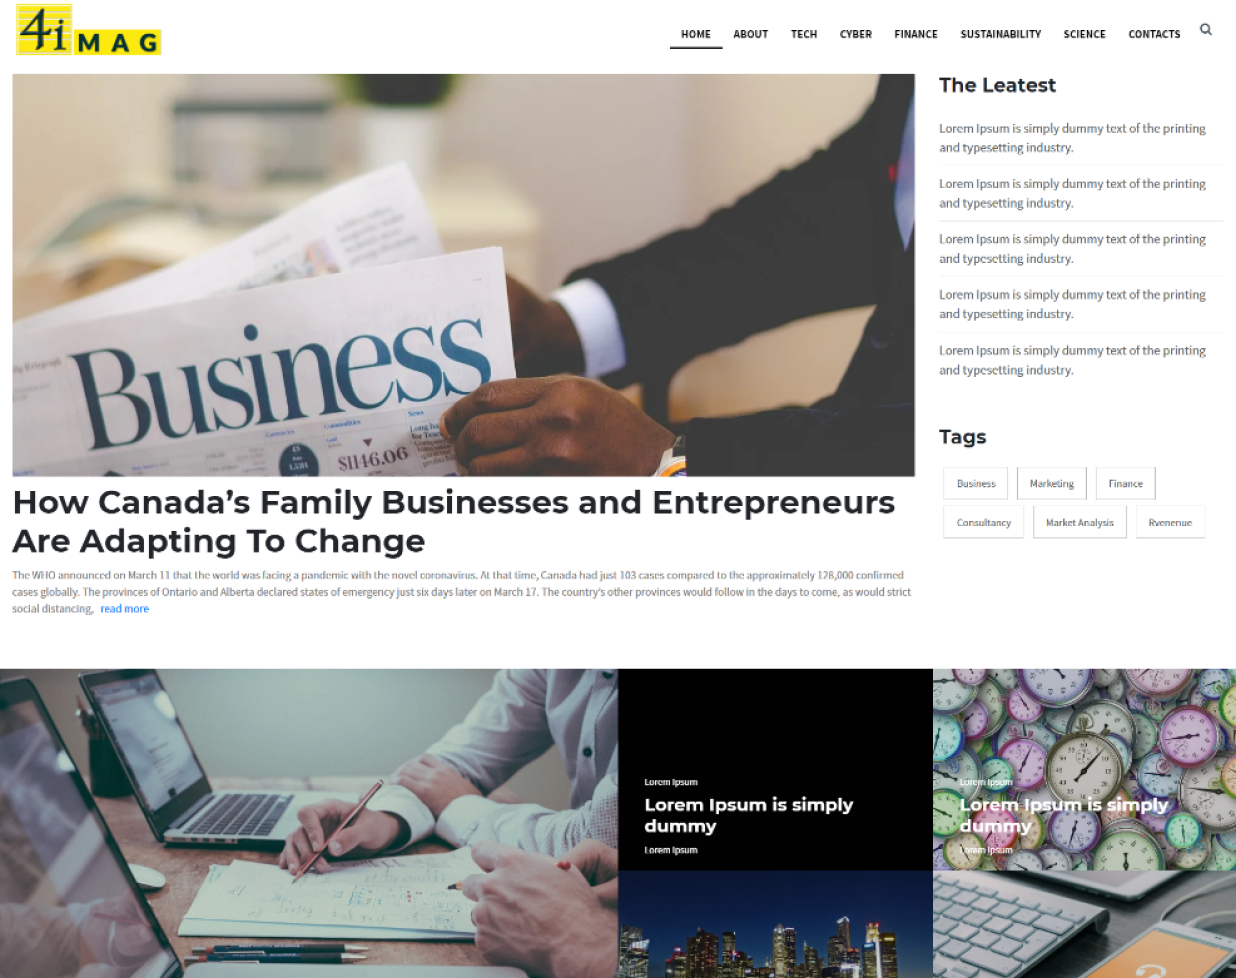 4i MAG
HOME ABOUT TECH CYBER FINANCE SUSTAINABILITY SCIENCE CONTACTS
Business
Currencies
Commodities
News
Gold
$1146.06
How Canada's Family Businesses and Entrepreneurs
Are Adapting To Change
The WHO announced on March 11 that the world was facing a pandemic with the novel coronavirus. At that time, Canada had just 103 cases compared to the approximately 128,000 confirmed
cases globally. The provinces of Ontario and Alberta declared states of emergency just six days later on March 17. The country's other provinces would follow in the days to come, as would strict
social distancing, read more
The Leatest
Lorem Ipsum is simply dummy text of the printing
and typesetting industry.
Lorem Ipsum is simply dummy text of the printing
and typesetting industry.
Lorem Ipsum is simply dummy text of the printing
and typesetting industry.
Lorem Ipsum is simply dummy text of the printing
and typesetting industry.
Lorem Ipsum is simply dummy text of the printing
and typesetting industry.
Tags
Business Marketing Finance
Consultancy Market Analysis Rvenenue
Lorem Ipsum
Lorem Ipsum is simply
dummy
Lorem Ipsum
Lorem Ipsum
Lorem Ipsum is simply
dummy
Lorem Ipsum